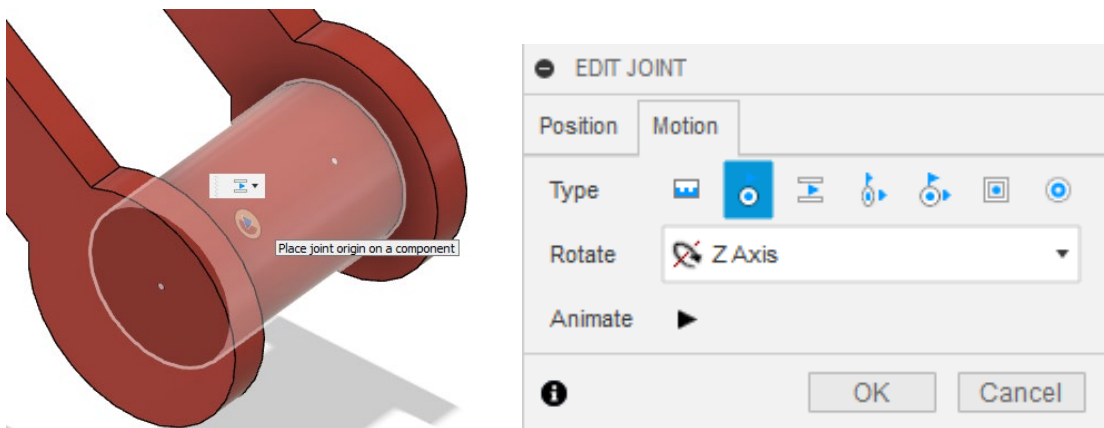 Place joint origin on a component
EDIT JOINT
Position Motion
Type
Rotate Z Axis
Animate
OK Cancel